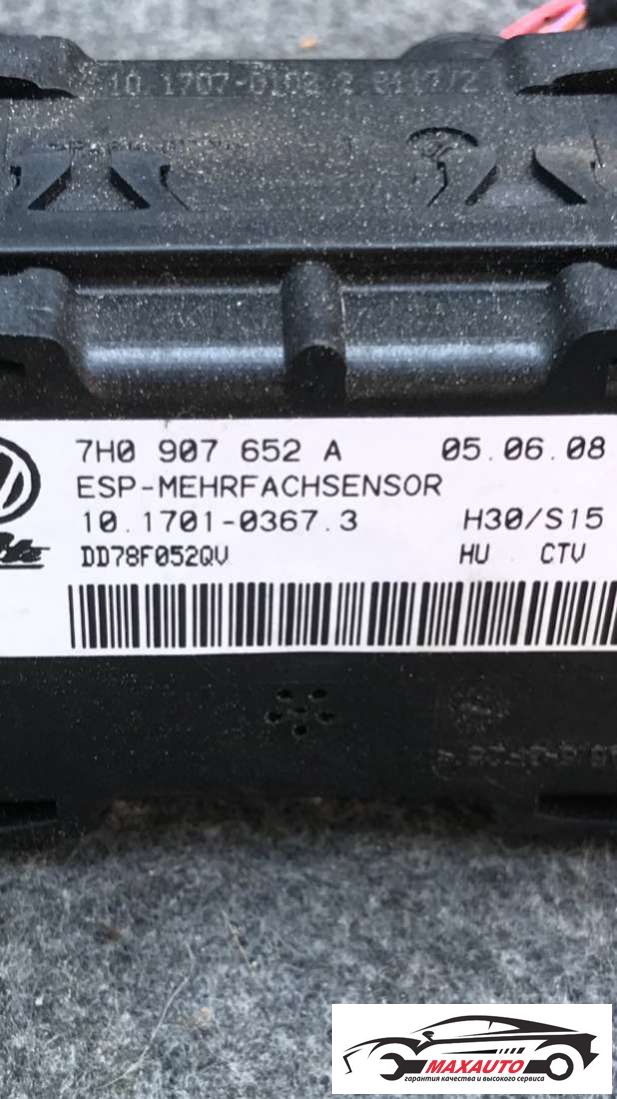 7H0 907 652 A 05.06.08
ESP-MEHRFACHSENSOR
10.1701-0367.3 H30/S15
DD78F052QV HU CTV
MAXAUTO
гарантия качества и высокого сервиса